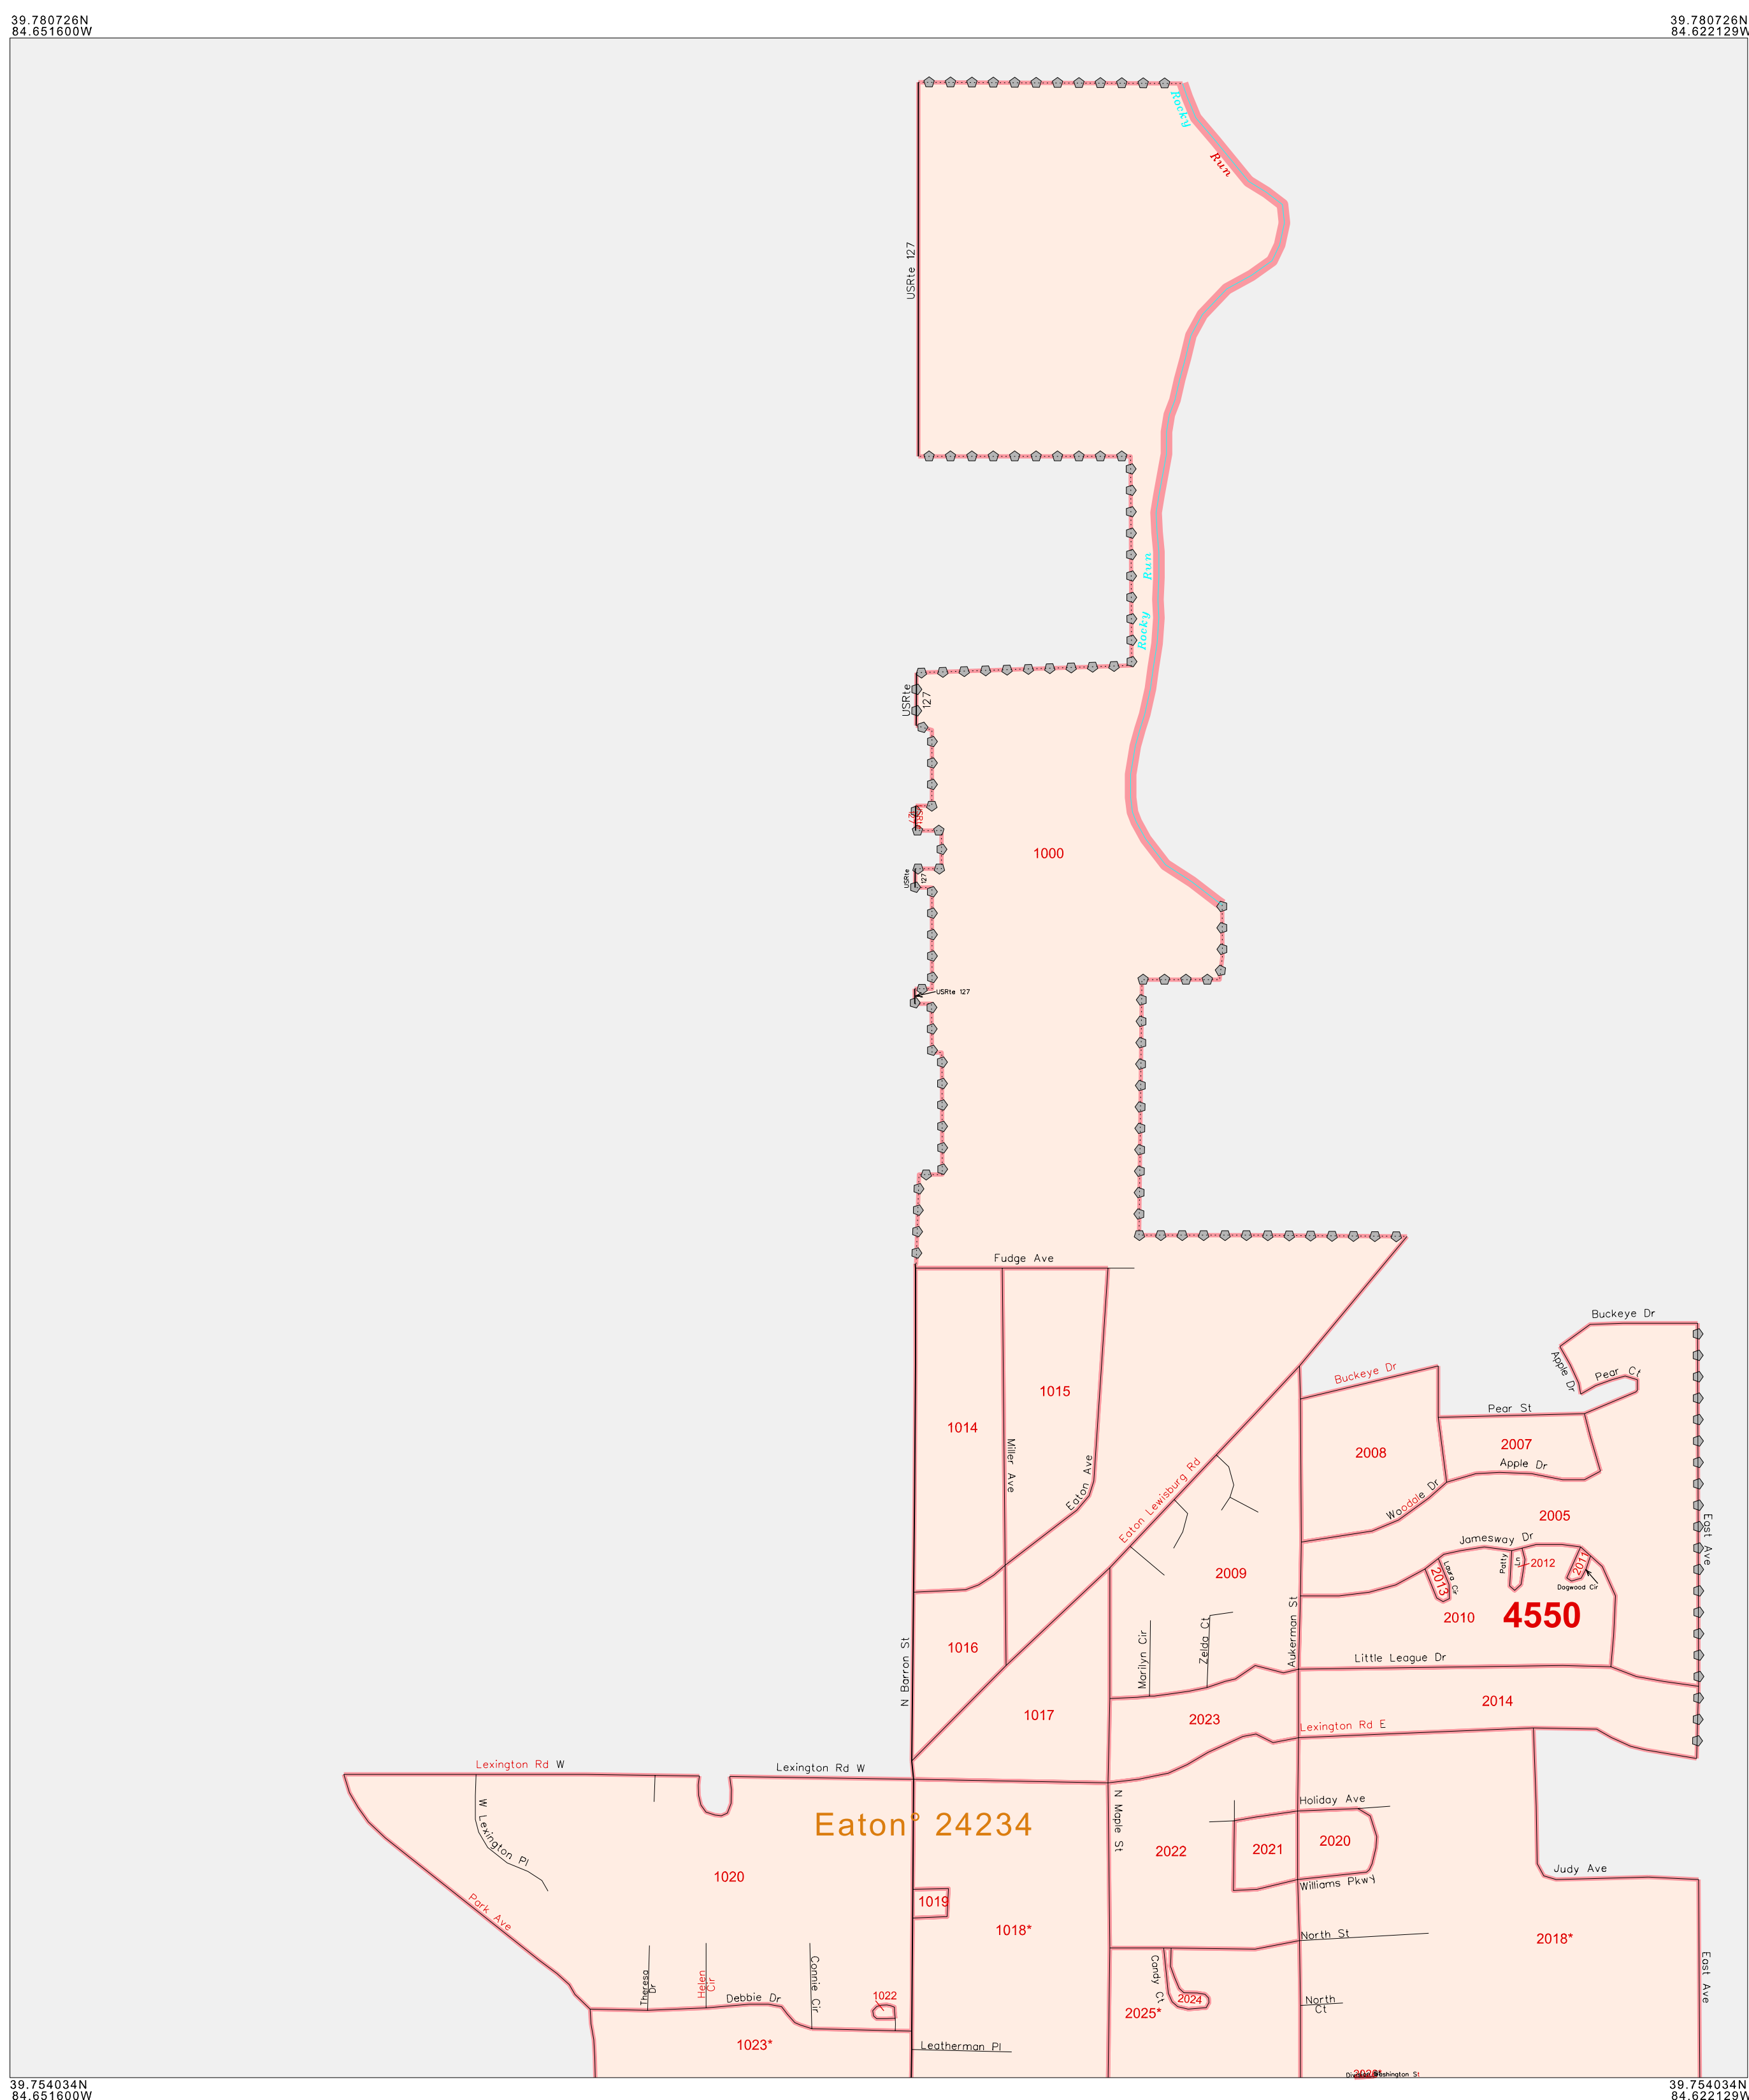 39.780726N
84.651600W
39.780726N
84.622129W
Rocky
Run
USRte 127
Run
Rocky
USRte
127
1000
USRte
127
USRte 127
Fudge Ave
Buckeye Dr
Apple Dr
Pear Ct
Buckeye Dr
1015
Pear St
1014
Miller Ave
Eaton Ave
2008
2007
Apple Dr
Eaton Lewisburg Rd
Woodale Dr
2005
East Ave
Jamesway Dr
2009
Laura Cir
2013
Patty
Ln
2012
2011
Dogwood Cir
2010
4550
Aukerman St
1016
Marilyn Cir
Zelda Ct
Little League Dr
N Barron St
1017
2023
2014
Lexington Rd E
Lexington Rd W
Lexington Rd W
W Lexington Pl
Eaton° 24234
N Maple St
Holiday Ave
2022
2021
2020
1020
Judy Ave
Williams Pkwy
1019
Park Ave
1018*
North St
2018*
Theresa
Dr
Helen
Cir
Connie Cir
Candy Ct
East Ave
Debbie Dr
1022
2024
North
Ct
2025*
1023*
Leatherman Pl
39.754034N
84.651600W
39.754034N
84.622129W